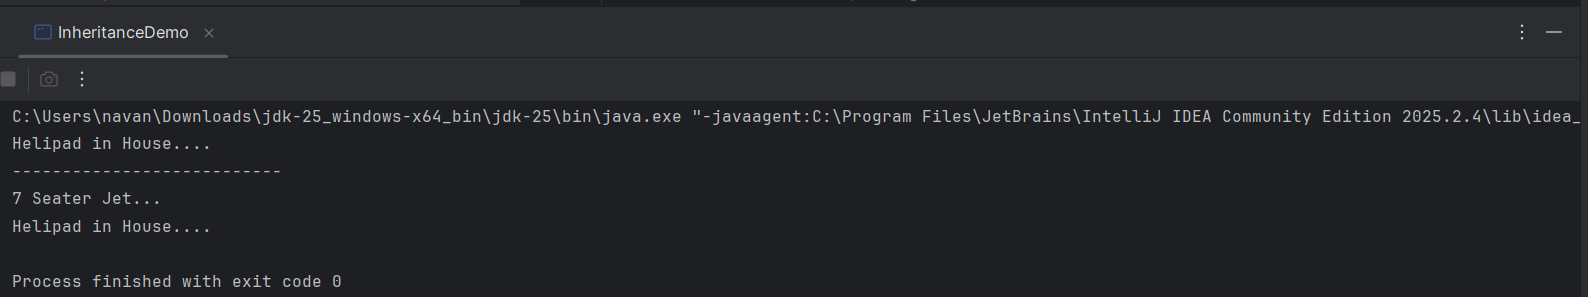 InheritanceDemo
C:\Users\navan\Downloads\jdk-25_windows-x64_bin\jdk-25\bin\java.exe "-javaagent:C:\Program Files\JetBrains\IntelliJ IDEA Community Edition 2025.2.4\lib\idea_
Helipad in House....
---------------------------
7 Seater Jet...
Helipad in House....
Process finished with exit code 0